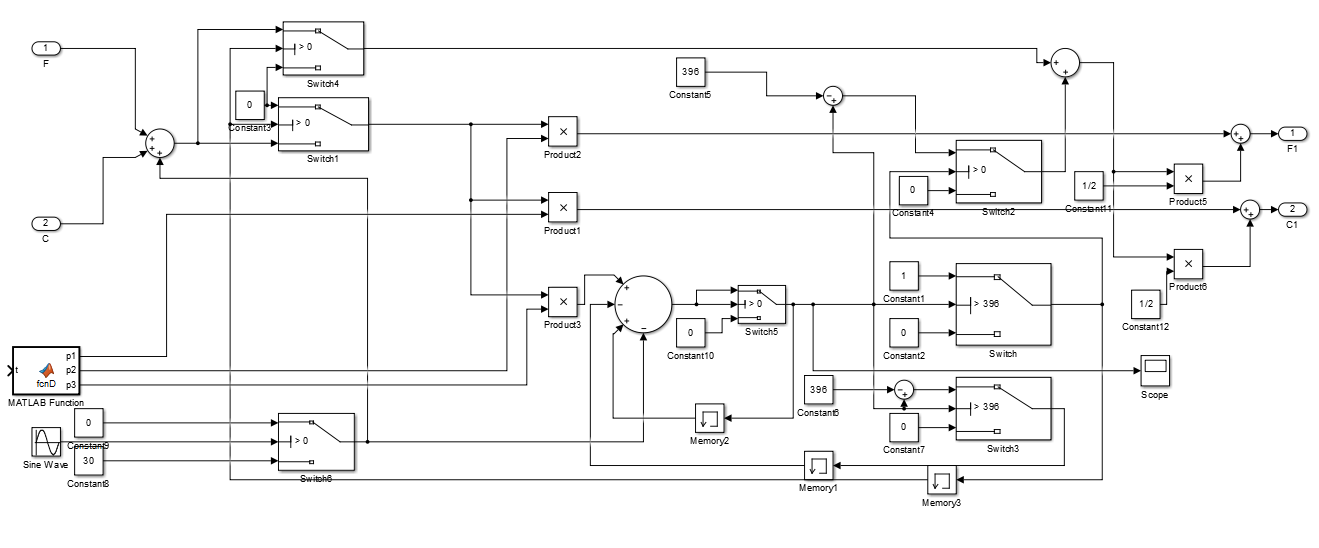 1
F
2
C
> 0
Switch4
0
Constant3
> 0
Switch1
+
+
+
396
Constant5
−
+
+
+
×
Product2
×
Product1
×
Product3
> 0
Switch2
0
Constant4
1/2
Constant11
×
Product5
+
+
1
F1
+
+
2
C1
×
Product6
1/2
Constant12
+
−
+
−
0
Constant10
> 0
Switch5
1
Constant1
> 396
0
Constant2
Switch
Scope
t
p1
p2
p3
fcnD
MATLAB Function
396
Constant6
−
+
0
Constant7
> 396
Switch3
Memory2
0
Constant9
Sine Wave
30
Constant8
> 0
Switch6
Memory1
Memory3